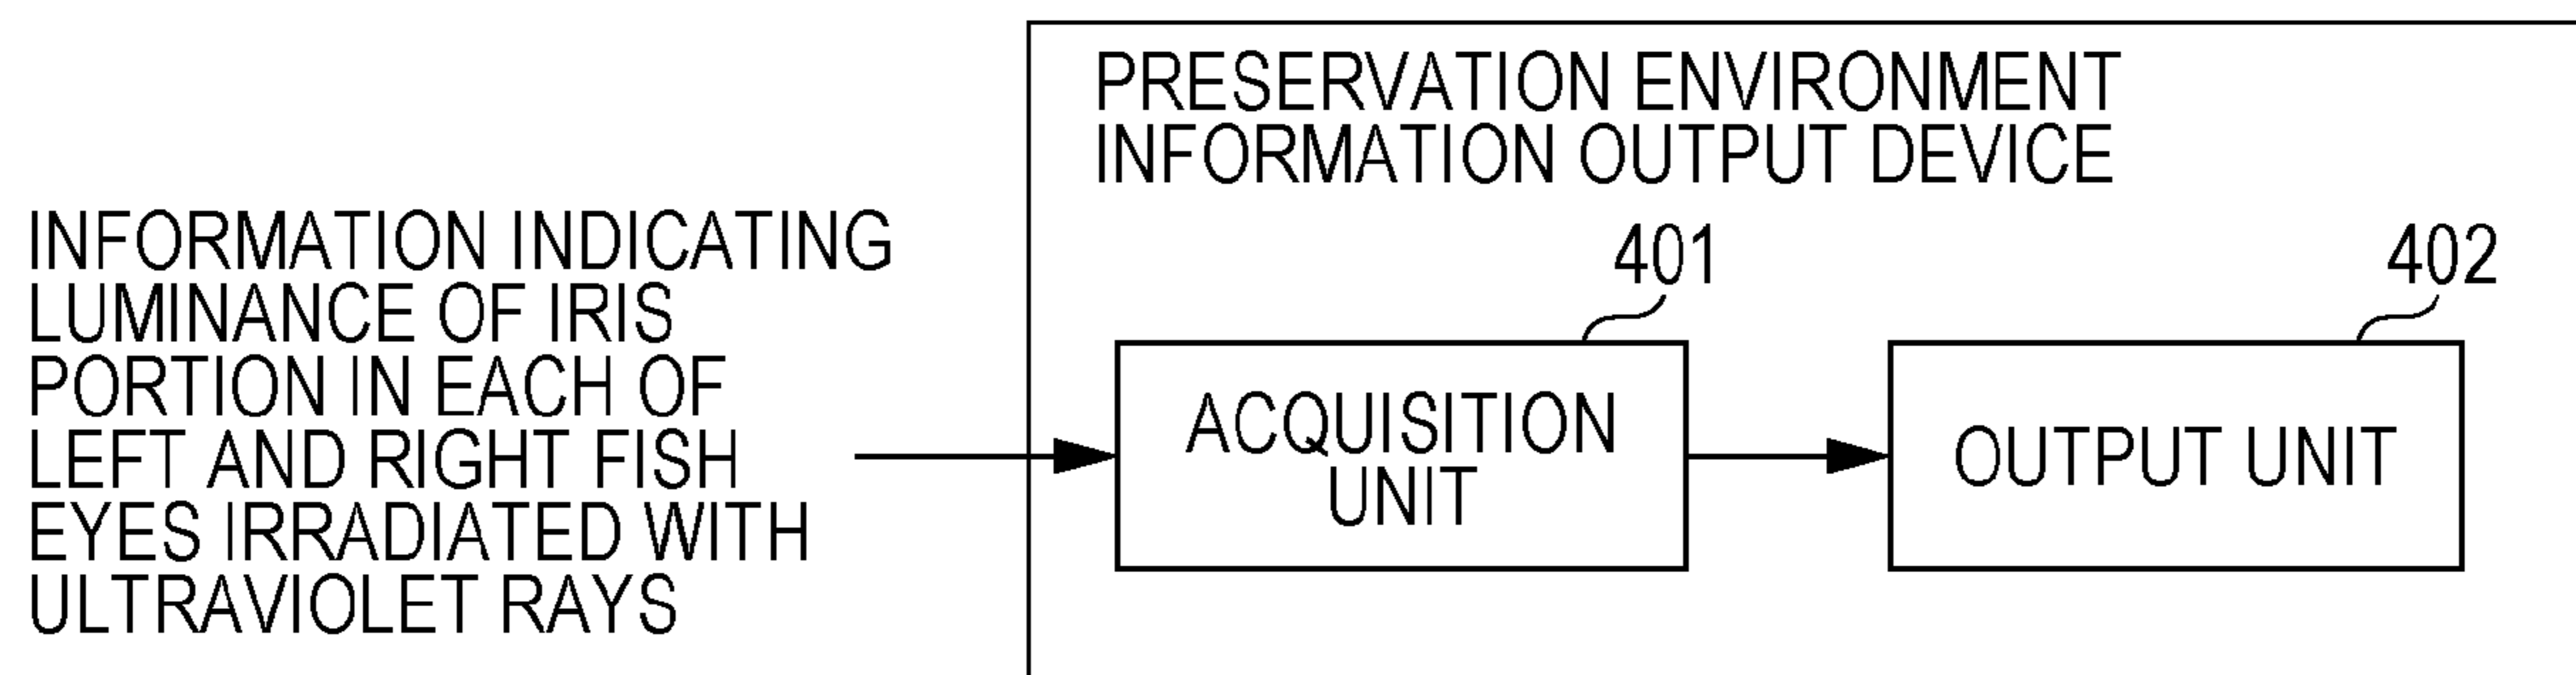 PRESERVATION ENVIRONMENT
INFORMATION OUTPUT DEVICE
INFORMATION INDICATING
LUMINANCE OF IRIS
PORTION IN EACH OF
LEFT AND RIGHT FISH
EYES IRRADIATED WITH
ULTRAVIOLET RAYS
401
402
ACQUISITION
UNIT
OUTPUT UNIT